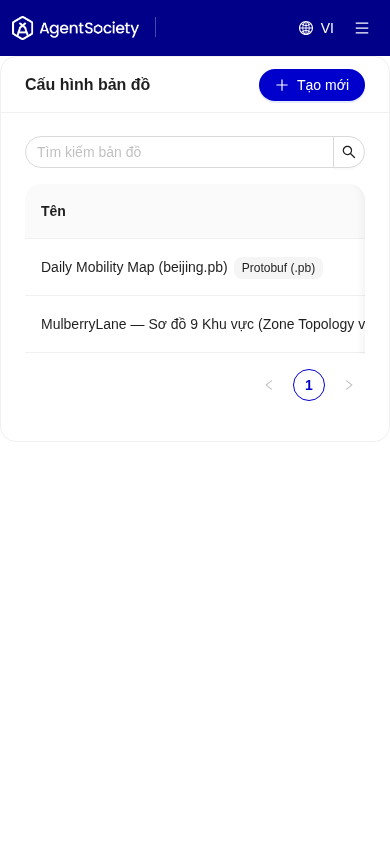 AgentSociety
VI
Cấu hình bản đồ
Tạo mới
Tìm kiếm bản đồ
Tên
Daily Mobility Map (beijing.pb) Protobuf (.pb)
MulberryLane — Sơ đồ 9 Khu vực (Zone Topology v
1